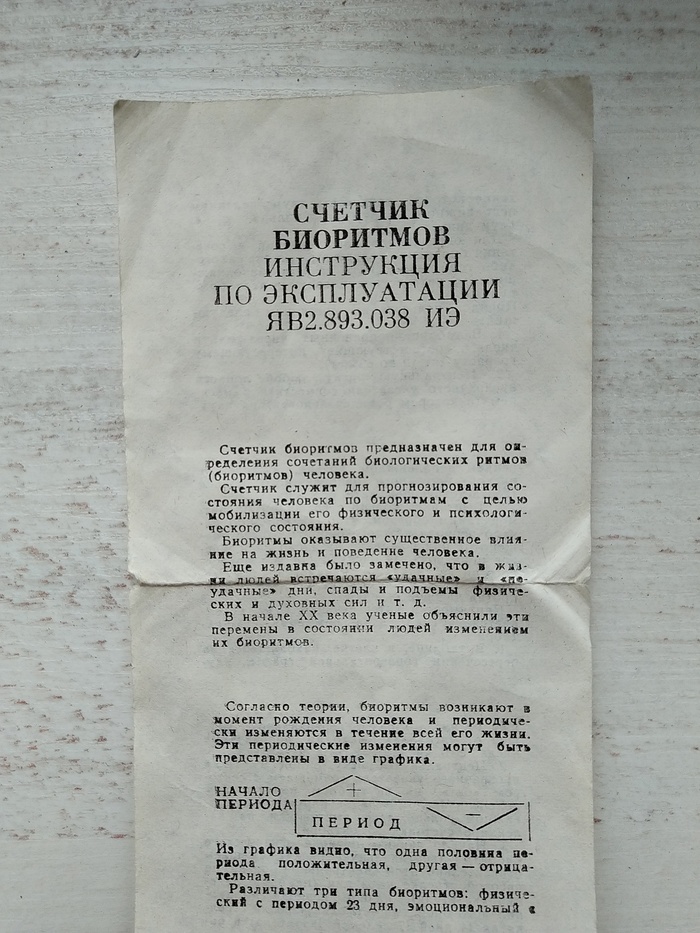 СЧЕТЧИК
БИОРИТМОВ
ИНСТРУКЦИЯ
ПО ЭКСПЛУАТАЦИИ
ЯВ2.893.038 ИЭ
Счетчик биоритмов предназначен для оп-
ределения сочетаний биологических ритмов
(биоритмов) человека.
Счетчик служит для прогнозирования со-
стояния человека по биоритмам с целью
мобилизации его физического и психологи-
ческого состояния.
Биоритмы оказывают существенное влия-
ние на жизнь и поведение человека.
Еще издавна было замечено, что в жиз-
ни людей встречаются «удачные» и «не-
удачные» дни, спады и подъемы физиче-
ских и духовных сил и т. д.
В начале XX века ученые объяснили эти
перемены в состоянии людей изменением
их биоритмов.
Согласно теории, биоритмы возникают в
момент рождения человека и периодиче-
ски изменяются в течение всей его жизни.
Эти периодические изменения могут быть
представлены в виде графика.
НАЧАЛО
ПЕРИОДА
+
−
ПЕРИОД
Из графика видно, что одна половина пе-
риода положительная, другая — отрица-
тельная.
Различают три типа биоритмов: физиче-
ский с периодом 23 дня, эмоциональный с